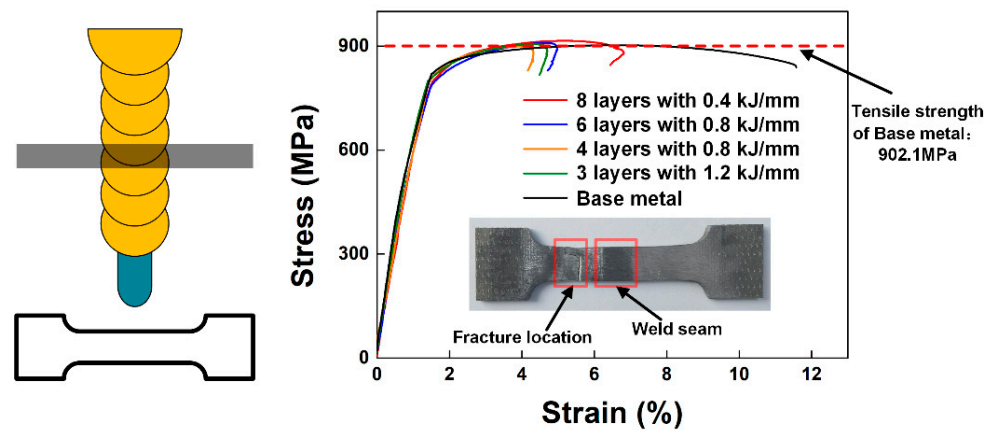 900
600
300
0
Stress (MPa)
8 layers with 0.4 kJ/mm
6 layers with 0.8 kJ/mm
4 layers with 0.8 kJ/mm
3 layers with 1.2 kJ/mm
Base metal
Tensile strength
of Base metal:
902.1MPa
Fracture location
Weld seam
0 2 4 6 8 10 12
Strain (%)